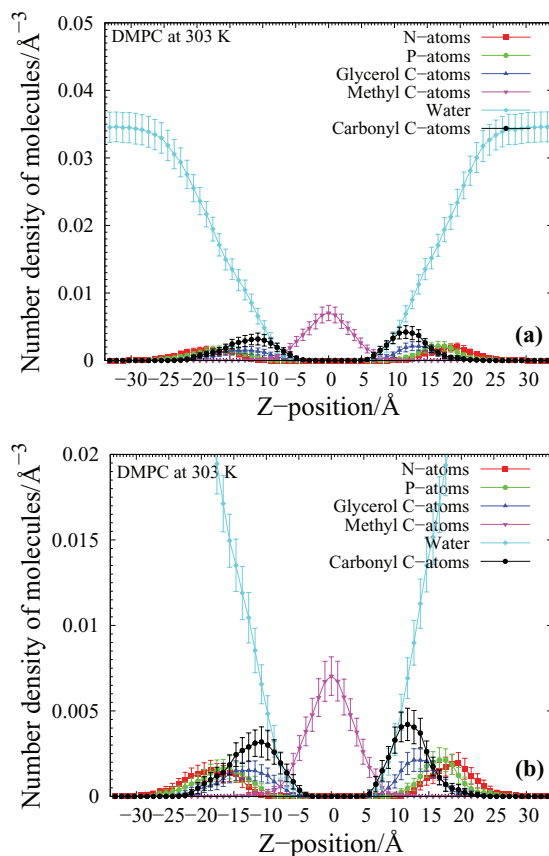 0.05
DMPC at 303 K
N−atoms
P−atoms
Glycerol C−atoms
Methyl C−atoms
Water
Carbonyl C−atoms
0.04
0.03
0.02
0.01
0
Number density of molecules/Å−3
(a)
−30−25−20−15−10 −5 0 5 10 15 20 25 30
Z−position/Å
0.02
DMPC at 303 K
N−atoms
P−atoms
Glycerol C−atoms
Methyl C−atoms
Water
Carbonyl C−atoms
0.015
0.01
0.005
0
Number density of molecules/Å−3
(b)
−30−25−20−15−10 −5 0 5 10 15 20 25 30
Z−position/Å